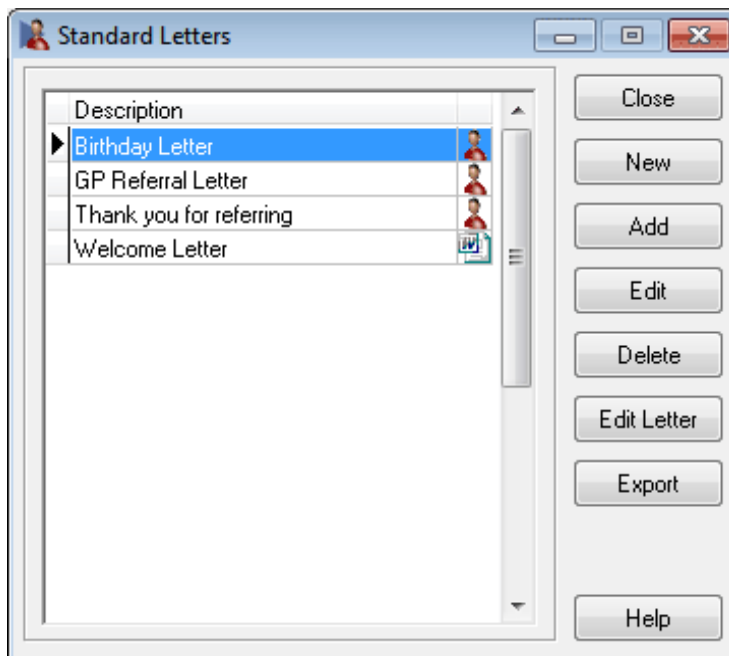 Standard Letters
Description
Birthday Letter
GP Referral Letter
Thank you for referring
Welcome Letter
Close
New
Add
Edit
Delete
Edit Letter
Export
Help